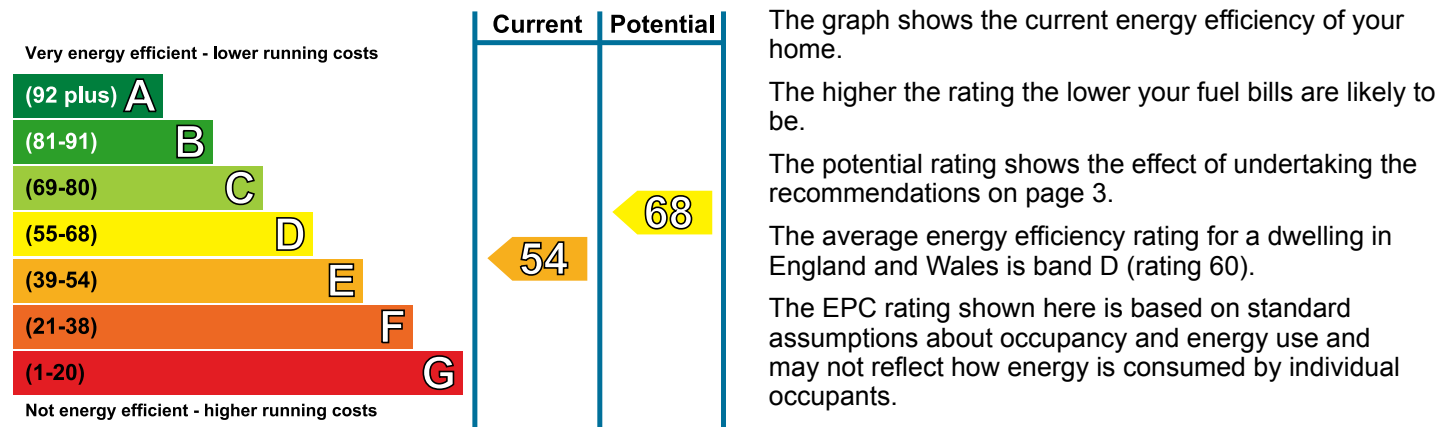 Current Potential
Very energy efficient - lower running costs
(92 plus) A
(81-91) B
(69-80) C
(55-68) D
(39-54) E
(21-38) F
(1-20) G
Not energy efficient - higher running costs
54
68
The graph shows the current energy efficiency of your
home.
The higher the rating the lower your fuel bills are likely to
be.
The potential rating shows the effect of undertaking the
recommendations on page 3.
The average energy efficiency rating for a dwelling in
England and Wales is band D (rating 60).
The EPC rating shown here is based on standard
assumptions about occupancy and energy use and
may not reflect how energy is consumed by individual
occupants.